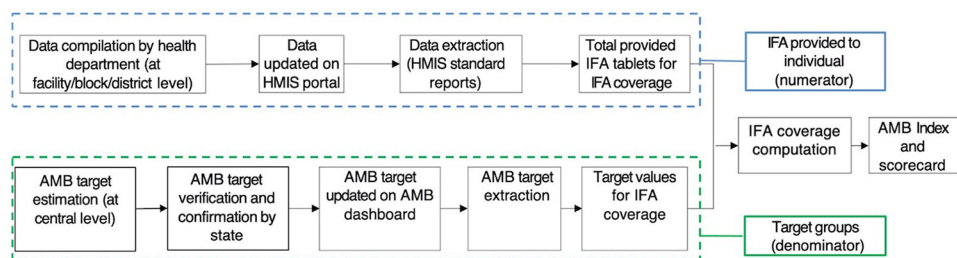 Data compilation by health
department (at
facility/block/district level)
Data
updated on
HMIS portal
Data extraction
(HMIS standard
reports)
Total provided
IFA tablets for
IFA coverage
IFA provided to
individual
(numerator)
IFA coverage
computation
AMB Index
and
scorecard
AMB target
estimation (at
central level)
AMB target
verification and
confirmation by
state
AMB target
updated on AMB
dashboard
AMB target
extraction
Target values
for IFA
coverage
Target groups
(denominator)